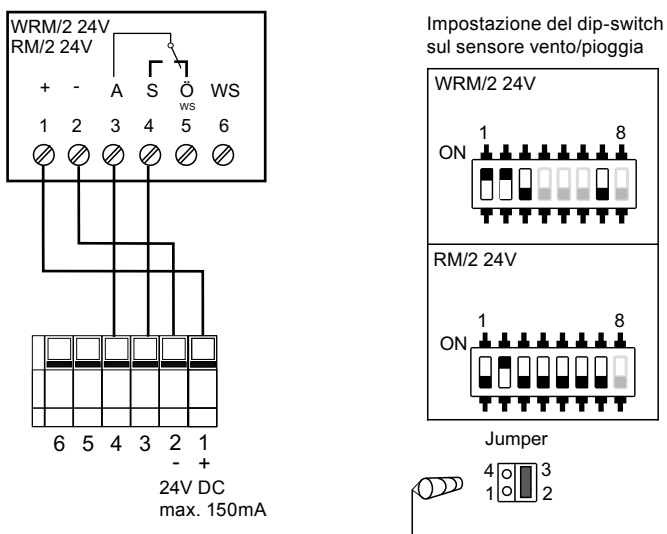 WRM/2 24V
RM/2 24V
+ - A S Ö WS
WS
1 2 3 4 5 6
6 5 4 3 2 1
- +
24V DC
max. 150mA
Impostazione del dip-switch
sul sensore vento/pioggia
WRM/2 24V
1 8
ON
RM/2 24V
1 8
ON
Jumper
4 3
1 2